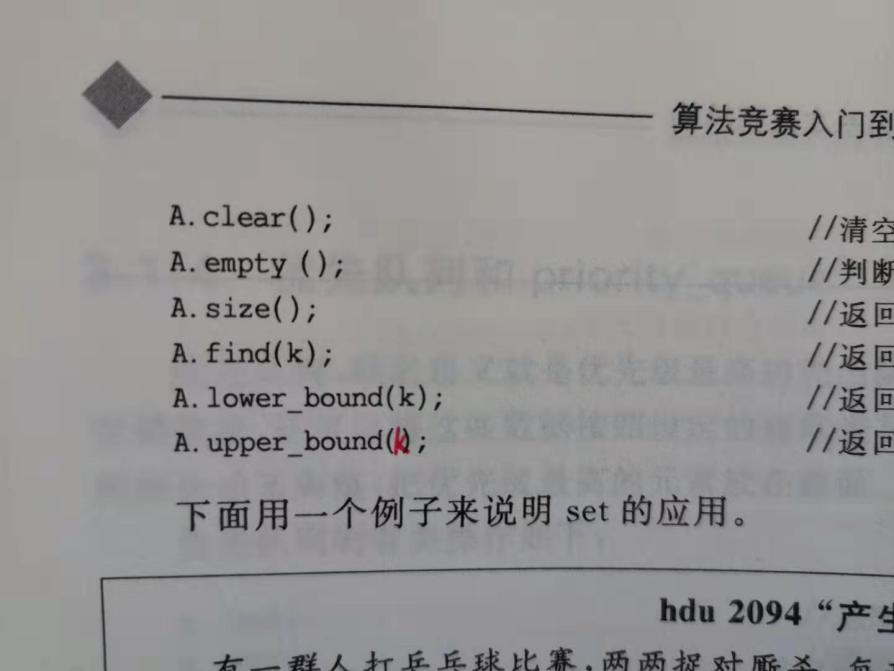 算法竞赛入门到
A.clear(); //清空
A.empty (); //判断
A.size(); //返回
A.find(k); //返回
A.lower_bound(k); //返回
A.upper_bound(k); //返回
下面用一个例子来说明 set 的应用。
hdu 2094 “产生
有一群人打乒乓球比赛,两两捉对厮杀,每